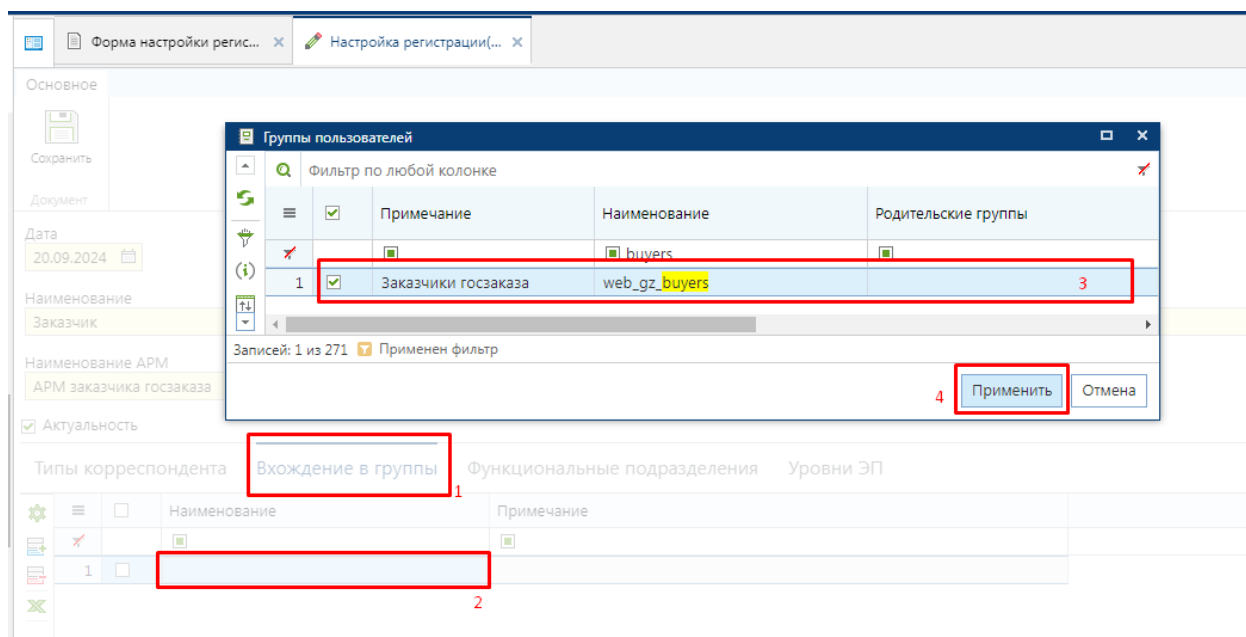 Форма настройки регис...
Настройка регистрации(...
Основное
Сохранить
Документ
Дата
20.09.2024
Наименование
Заказчик
Наименование АРМ
АРМ заказчика госзаказа
Актуальность
Группы пользователей
Фильтр по любой колонке
Примечание Наименование Родительские группы
buyers
1 Заказчики госзаказа web_gz_buyers 3
Записей: 1 из 271 Применен фильтр
4 Применить Отмена
Типы корреспондента Вхождение в группы Функциональные подразделения Уровни ЭП
1
Наименование Примечание
1
2